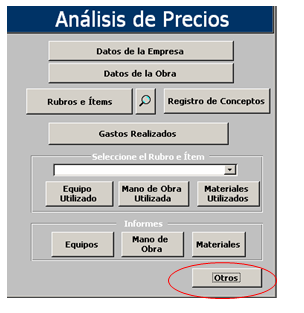 Análisis de Precios
Datos de la Empresa
Datos de la Obra
Rubros e Ítems
Registro de Conceptos
Gastos Realizados
Seleccione el Rubro e Ítem
Equipo Mano de Obra Materiales
Utilizado Utilizada Utilizados
Informes
Equipos Mano de Obra Materiales
Otros